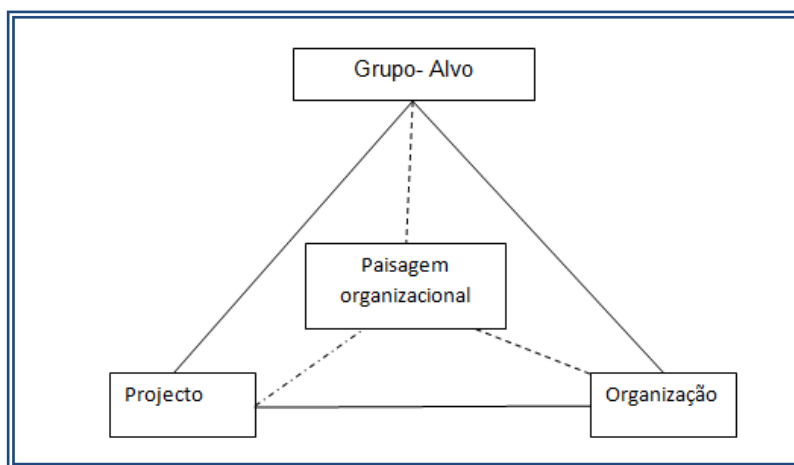 Grupo- Alvo
Paisagem
organizacional
Projecto
Organização